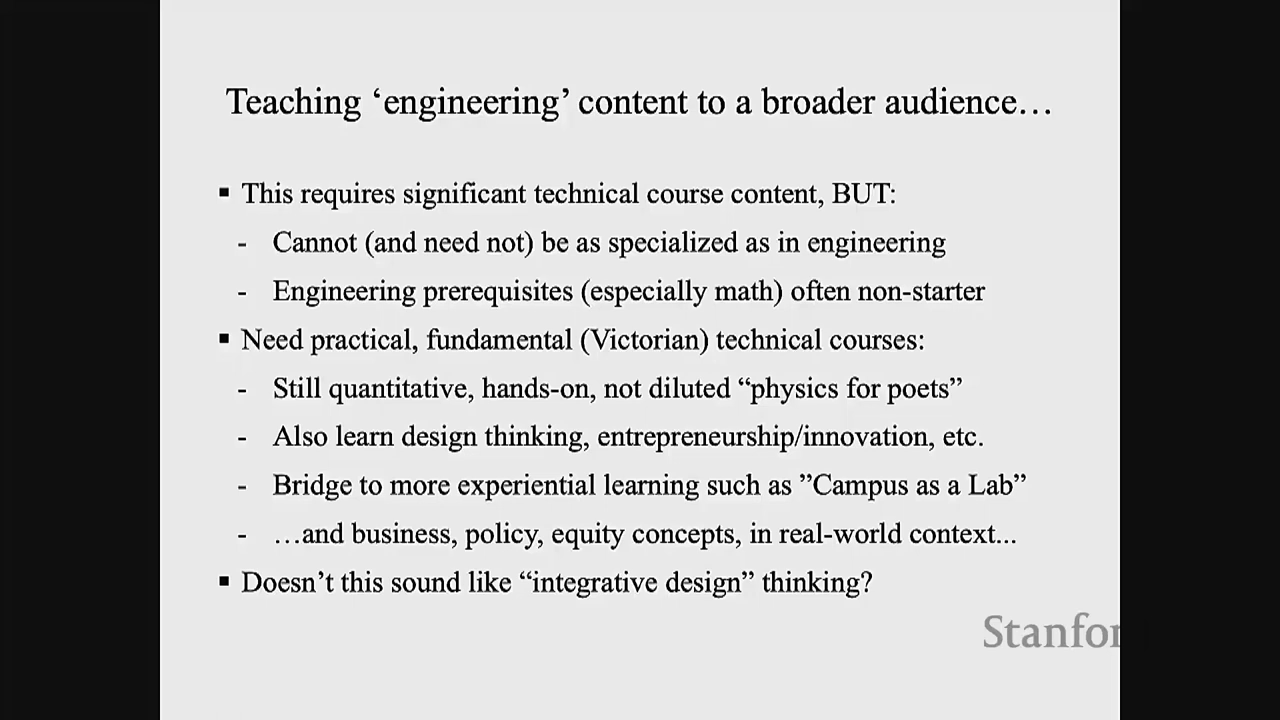 Teaching ‘engineering’ content to a broader audience…
▪ This requires significant technical course content, BUT:
- Cannot (and need not) be as specialized as in engineering
- Engineering prerequisites (especially math) often non-starter
▪ Need practical, fundamental (Victorian) technical courses:
- Still quantitative, hands-on, not diluted “physics for poets”
- Also learn design thinking, entrepreneurship/innovation, etc.
- Bridge to more experiential learning such as ”Campus as a Lab”
- …and business, policy, equity concepts, in real-world context...
▪ Doesn’t this sound like “integrative design” thinking?
Stanfor